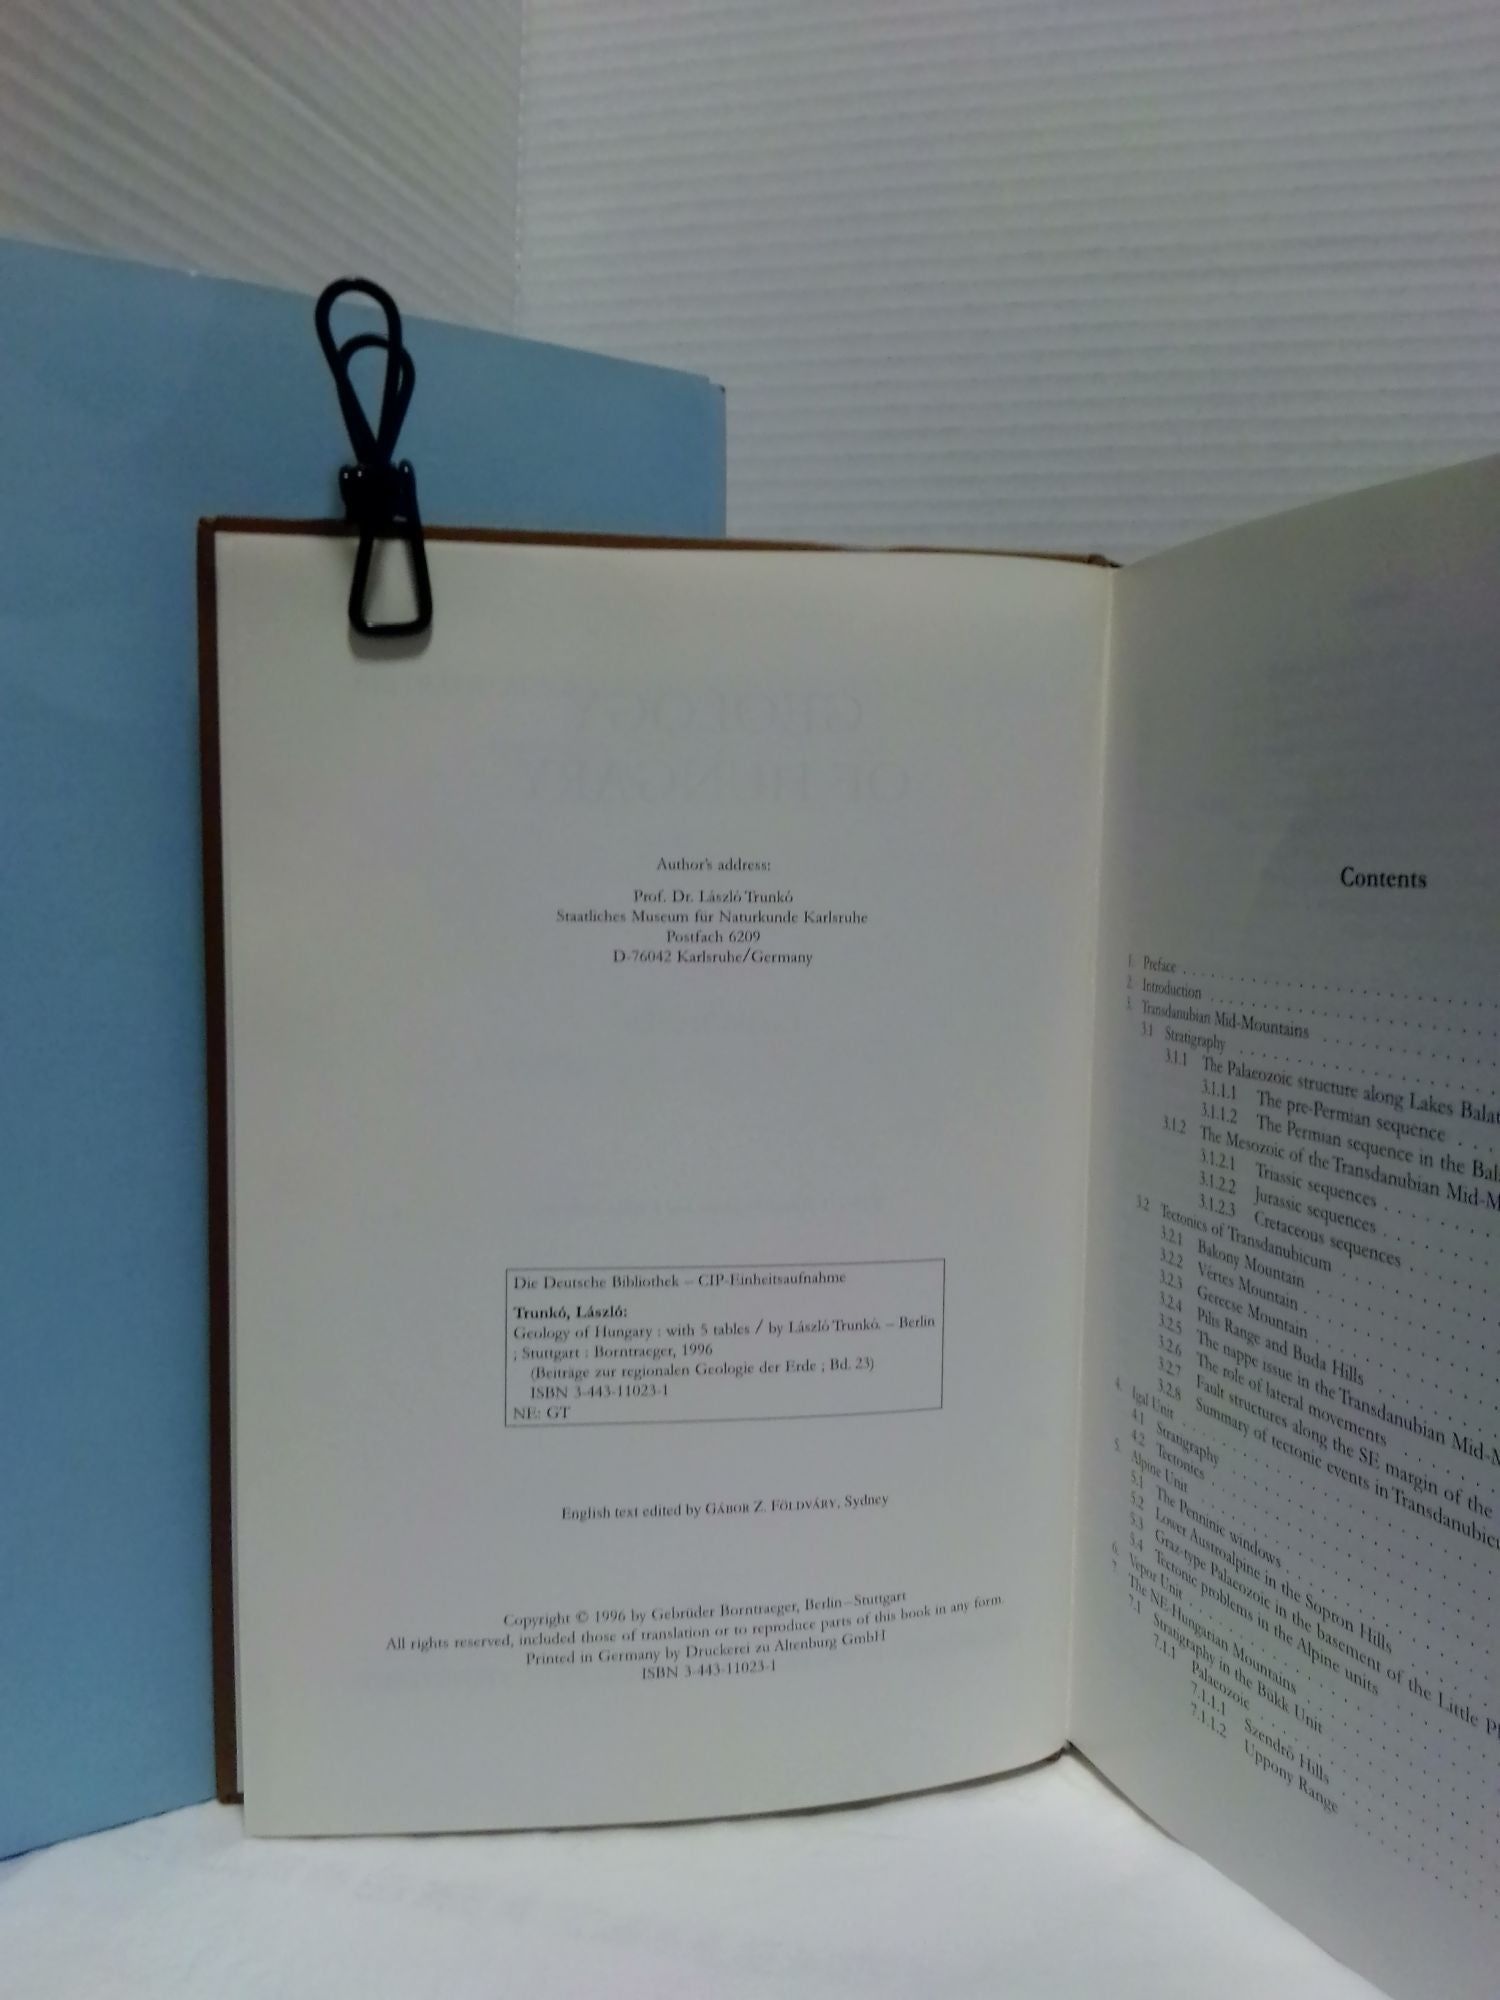 Author's address:
Prof. Dr. László Trunkó
Staatliches Museum für Naturkunde Karlsruhe
Postfach 6209
D-76042 Karlsruhe/Germany
Die Deutsche Bibliothek – CIP-Einheitsaufnahme
Trunkó, László:
Geology of Hungary : with 5 tables / by László Trunkó. – Berlin
; Stuttgart : Borntraeger, 1996
(Beiträge zur regionalen Geologie der Erde ; Bd. 23)
ISBN 3-443-11023-1
NE: GT
English text edited by GÁBOR Z. FÖLDVÁRY, Sydney
Copyright © 1996 by Gebrüder Borntraeger, Berlin–Stuttgart
All rights reserved, included those of translation or to reproduce parts of this book in any form.
Printed in Germany by Druckerei zu Altenburg GmbH
ISBN 3-443-11023-1
Contents
1. Preface
2. Introduction
3. Transdanubian Mid-Mountains
3.1 Stratigraphy
3.1.1 The Palaeozoic structure along Lakes
3.1.1.1 The pre-Permian sequence
3.1.1.2 The Permian sequence in the
3.1.2 The Mesozoic of the Transdanubian
3.1.2.1 Triassic sequences
3.1.2.2 Jurassic sequences
3.1.2.3 Cretaceous sequences
3.2 Tectonics of Transdanubicum
3.2.1 Bakony Mountain
3.2.2 Vértes Mountain
3.2.3 Gerecse Mountain
3.2.4 Pilis Range and Buda Hills
3.2.5 The nappe issue in the Transdanubian
3.2.6 The role of lateral movements
3.2.7 Fault structures along the SE margin of the
3.2.8 Summary of tectonic events in
4. Igal Unit
4.1 Stratigraphy
4.2 Tectonics
5. Alpine Unit
5.1 The Penninic windows
5.2 Lower Austroalpine in the Sopron Hills
5.3 Graz-type Palaeozoic in the basement of the Little
5.4 Tectonic problems in the Alpine units
6. Vepor Unit
7. The NE-Hungarian Mountains
7.1 Stratigraphy in the Bükk Unit
7.1.1 Palaeozoic
7.1.1.1 Szendrő Hills
7.1.1.2 Uppony Range